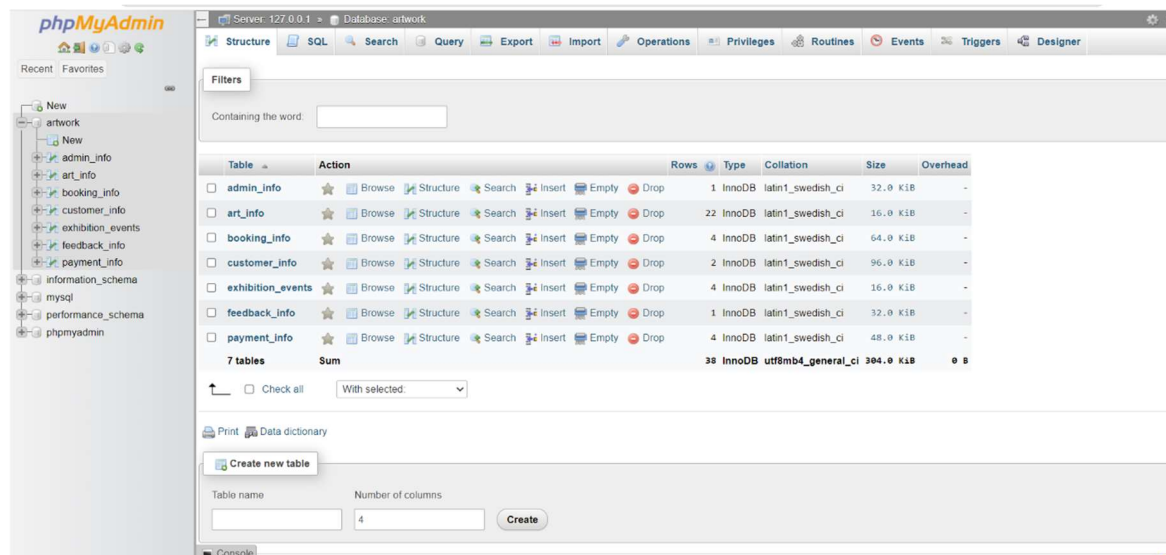 phpMyAdmin
Recent Favorites
New
artwork
New
admin_info
art_info
booking_info
customer_info
exhibition_events
feedback_info
payment_info
information_schema
mysql
performance_schema
phpmyadmin
Server: 127.0.0.1 » Database: artwork
Structure SQL Search Query Export Import Operations Privileges Routines Events Triggers Designer
Filters
Containing the word:
Table Action Rows Type Collation Size Overhead
admin_info Browse Structure Search Insert Empty Drop 1 InnoDB latin1_swedish_ci 32.0 KiB -
art_info Browse Structure Search Insert Empty Drop 22 InnoDB latin1_swedish_ci 16.0 KiB -
booking_info Browse Structure Search Insert Empty Drop 4 InnoDB latin1_swedish_ci 64.0 KiB -
customer_info Browse Structure Search Insert Empty Drop 2 InnoDB latin1_swedish_ci 96.0 KiB -
exhibition_events Browse Structure Search Insert Empty Drop 4 InnoDB latin1_swedish_ci 16.0 KiB -
feedback_info Browse Structure Search Insert Empty Drop 1 InnoDB latin1_swedish_ci 32.0 KiB -
payment_info Browse Structure Search Insert Empty Drop 4 InnoDB latin1_swedish_ci 48.0 KiB -
7 tables Sum 38 InnoDB utf8mb4_general_ci 304.0 KiB 0 B
Check all With selected:
Print Data dictionary
Create new table
Table name Number of columns
4 Create
Console